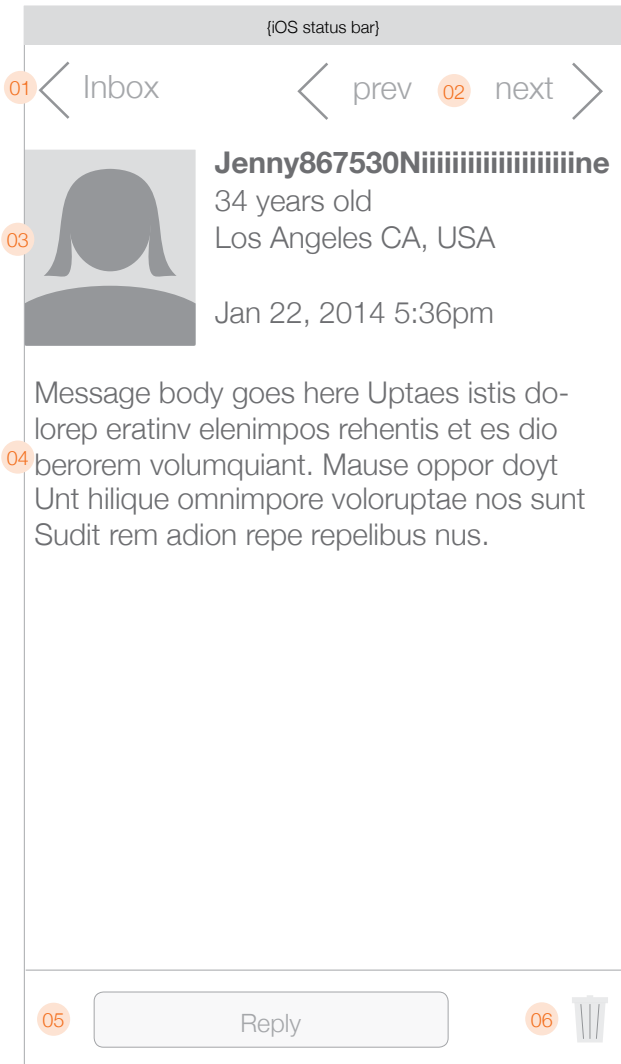 {iOS status bar}
01 Inbox prev 02 next
Jenny867530Niiiiiiiiiiiiiiiiiiiine
34 years old
03 Los Angeles CA, USA
Jan 22, 2014 5:36pm
Message body goes here Uptaes istis do-
lorep eratinv elenimpos rehentis et es dio
04 berorem volumquiant. Mause oppor doyt
Unt hilique omnimpore voloruptae nos sunt
Sudit rem adion repe repelibus nus.
05 Reply 06